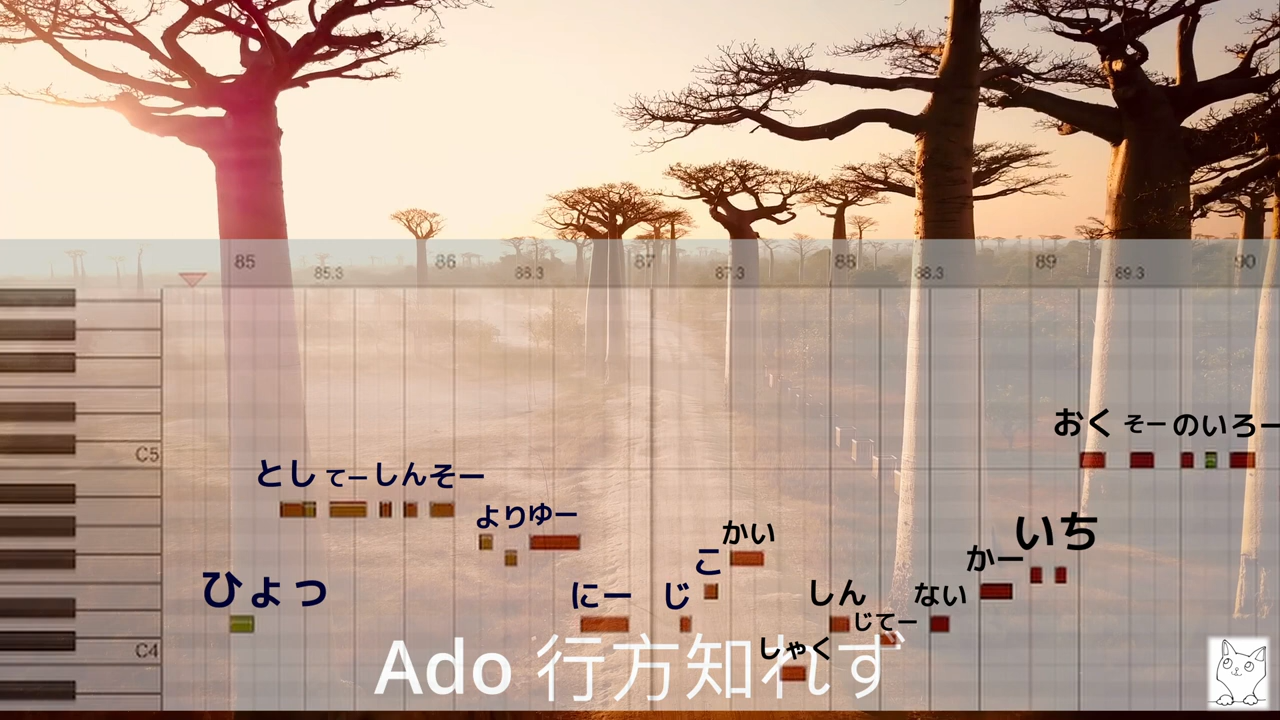 85 85.3 86 86.3 87 87.3 88 88.3 89 89.3 90
おく そー のいろー
C5
とし てー しんそー
よりゆー
かい
いち
こ
かー
ひょっ
にー
じ
しん
ない
じてー
しゃく
C4
Ado 行方知れず